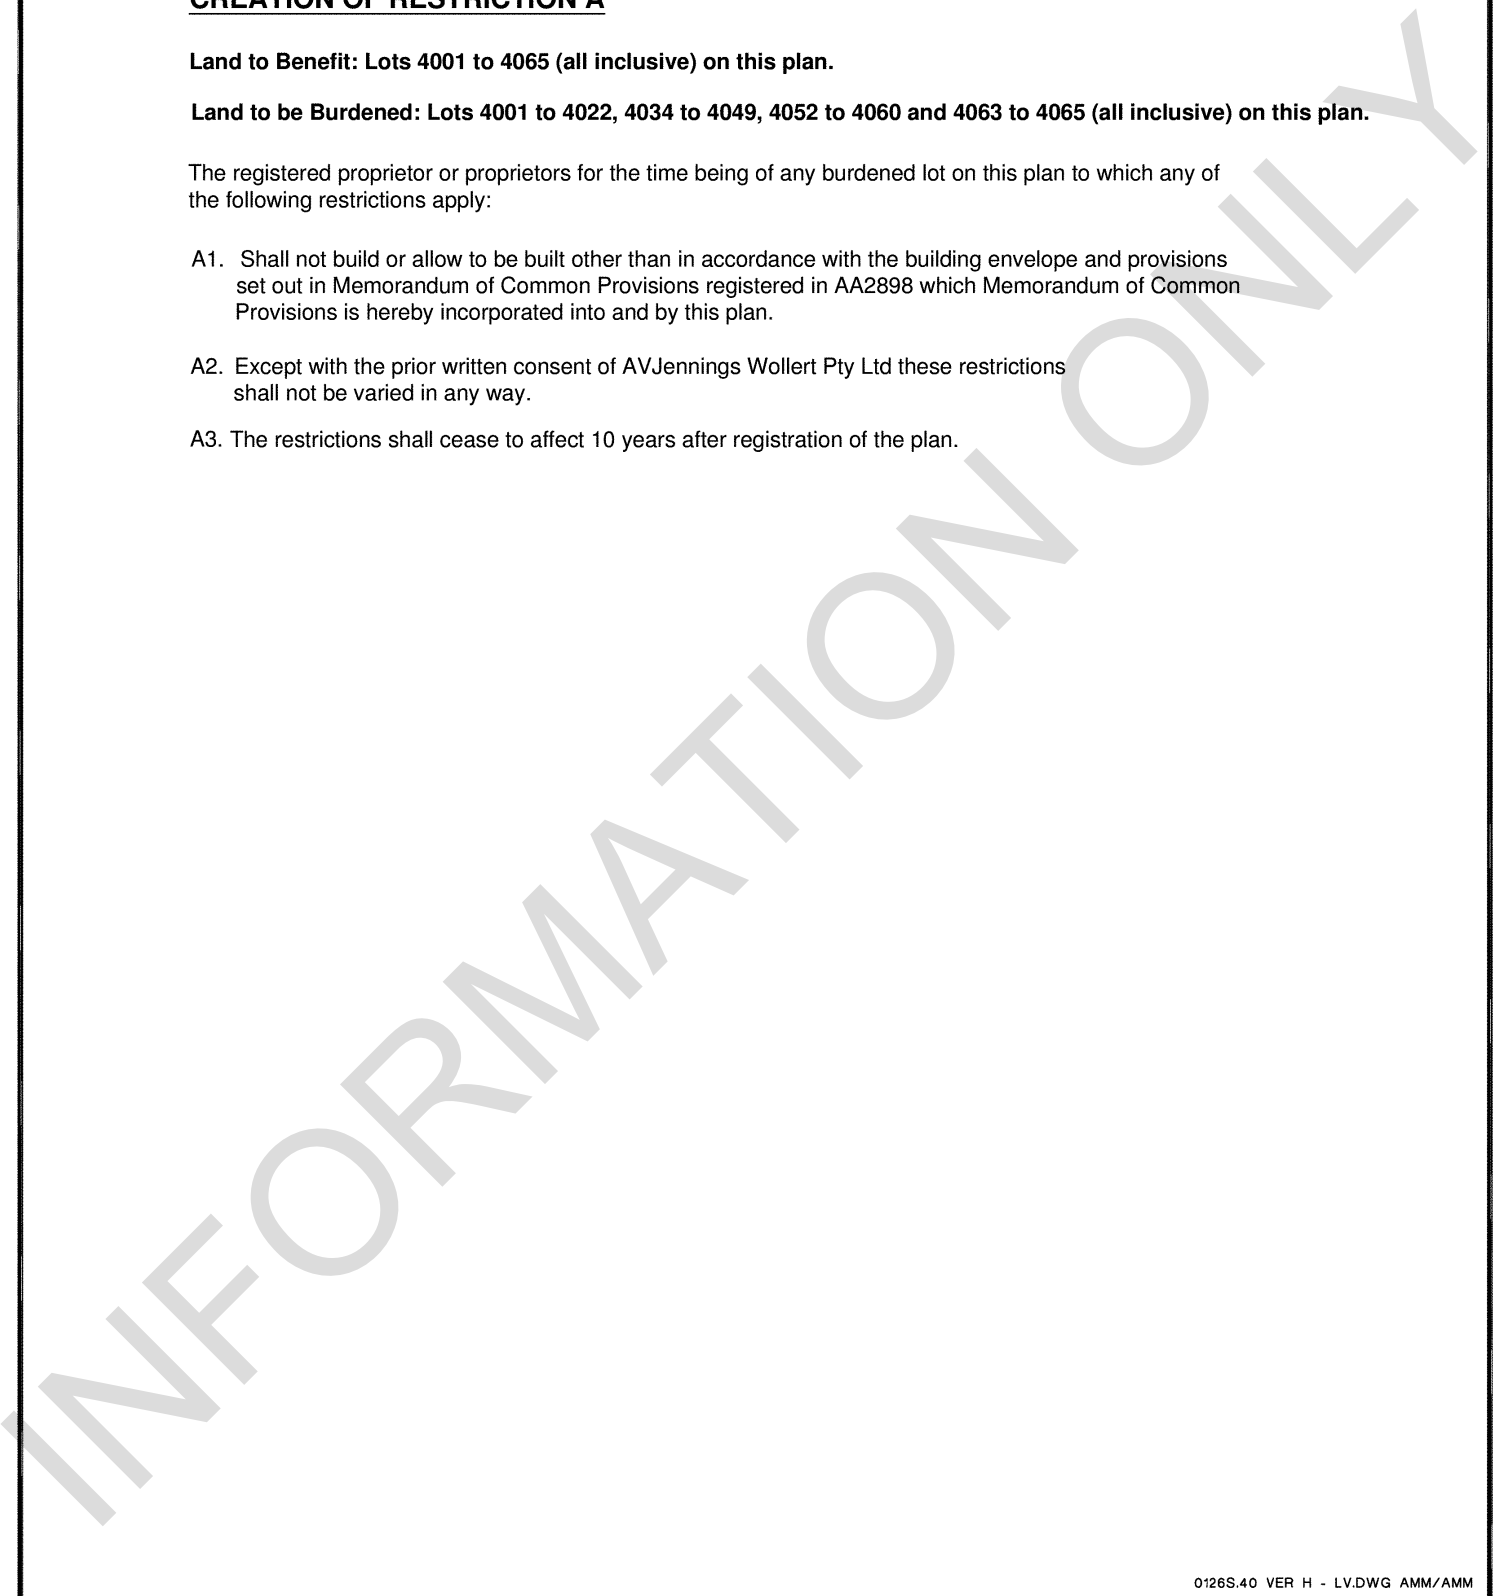 CREATION OF RESTRICTION A
Land to Benefit: Lots 4001 to 4065 (all inclusive) on this plan.
Land to be Burdened: Lots 4001 to 4022, 4034 to 4049, 4052 to 4060 and 4063 to 4065 (all inclusive) on this plan.
The registered proprietor or proprietors for the time being of any burdened lot on this plan to which any of
the following restrictions apply:
A1. Shall not build or allow to be built other than in accordance with the building envelope and provisions
set out in Memorandum of Common Provisions registered in AA2898 which Memorandum of Common
Provisions is hereby incorporated into and by this plan.
A2. Except with the prior written consent of AVJennings Wollert Pty Ltd these restrictions
shall not be varied in any way.
A3. The restrictions shall cease to affect 10 years after registration of the plan.
INFORMATION ONLY
0126S.40 VER H - LV.DWG AMM/AMM